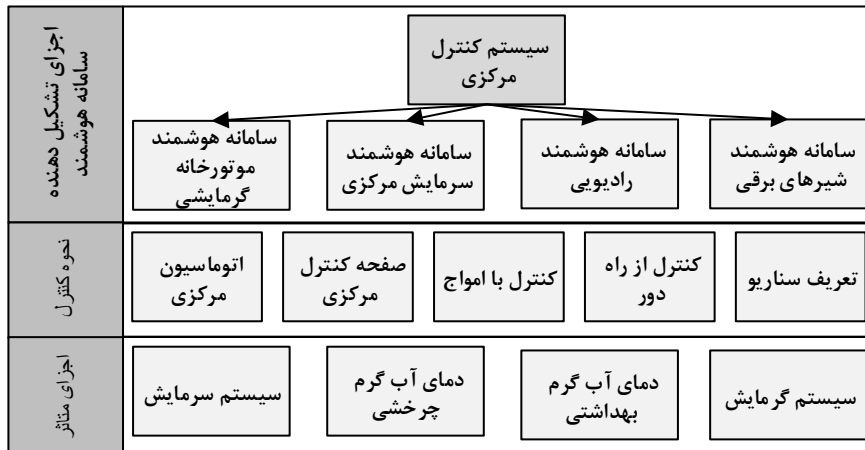 اجزای تشکیل دهنده
سامانه هوشمند
سیستم کنترل
مرکزی
سامانه هوشمند
شیرهای برقی
سامانه هوشمند
رادیویی
سامانه هوشمند
سرمایش مرکزی
سامانه هوشمند
موتورخانه
گرمایشی
نحوه کنترل
تعریف سناریو
کنترل از راه
دور
کنترل با امواج
صفحه کنترل
مرکزی
اتوماسیون
مرکزی
اجزای متاثر
سیستم گرمایش
دمای آب گرم
بهداشتی
دمای آب گرم
چرخشی
سیستم سرمایش